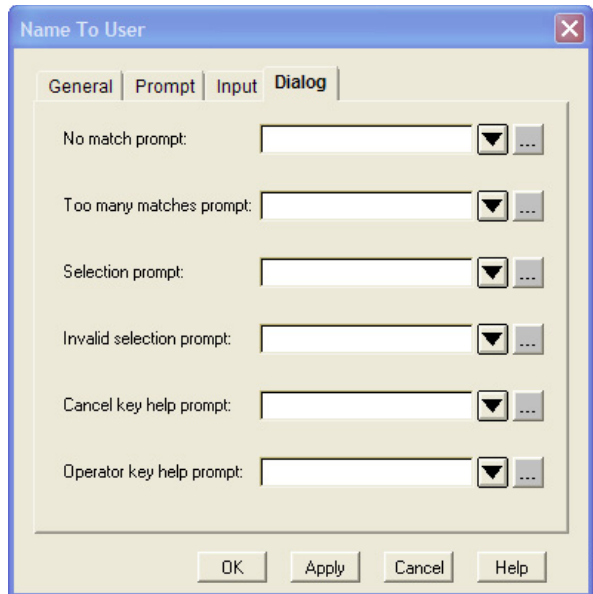 Name To User
General Prompt Input Dialog
No match prompt:
...
Too many matches prompt:
...
Selection prompt:
...
Invalid selection prompt:
...
Cancel key help prompt:
...
Operator key help prompt:
...
OK Apply Cancel Help